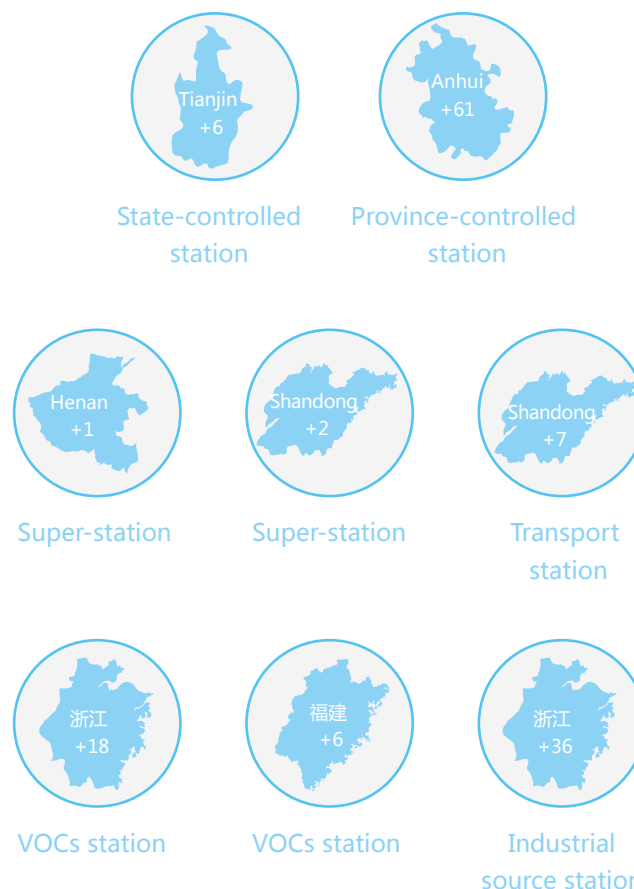 Tianjin
+6
State-controlled
station
Anhui
+61
Province-controlled
station
Henan
+1
Super-station
Shandong
+2
Super-station
Shandong
+7
Transport
station
浙江
+18
VOCs station
福建
+6
VOCs station
浙江
+36
Industrial
source station